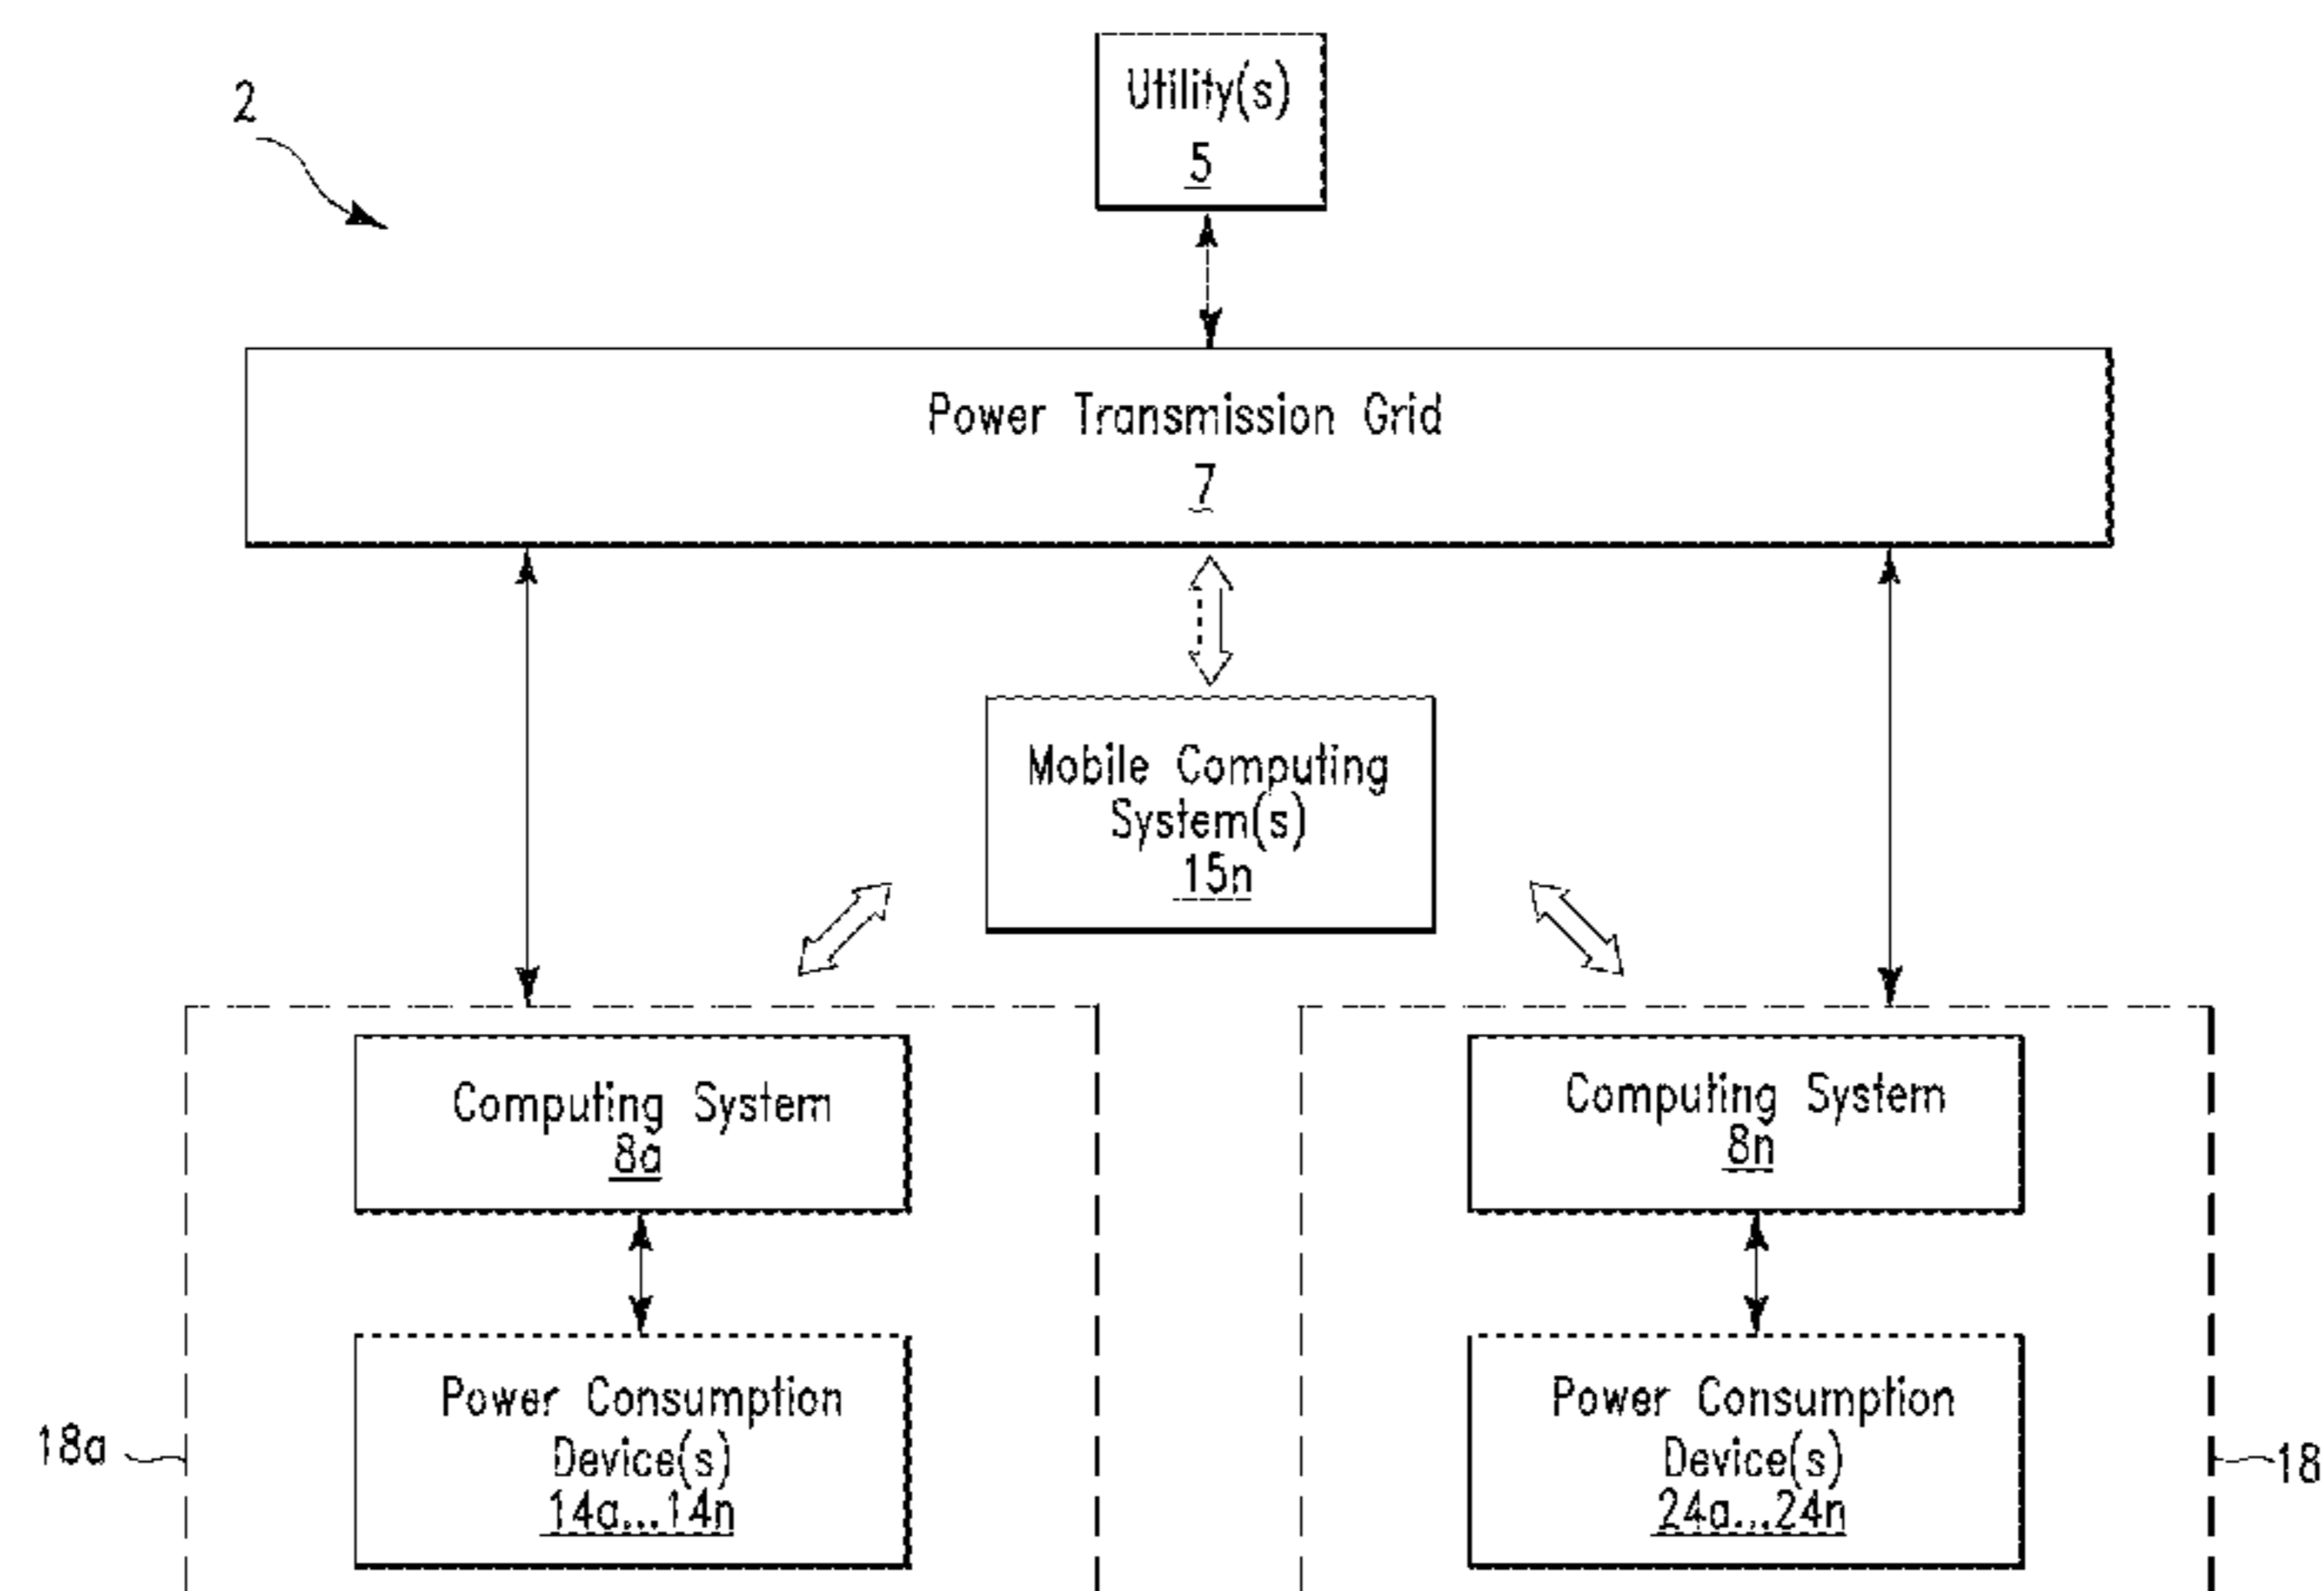 2
Utility(s)
5
Power Transmission Grid
7
Mobile Computing
System(s)
15n
Computing System
8a
Computing System
8n
Power Consumption
Device(s)
14a...14n
Power Consumption
Device(s)
24a...24n
18a
18